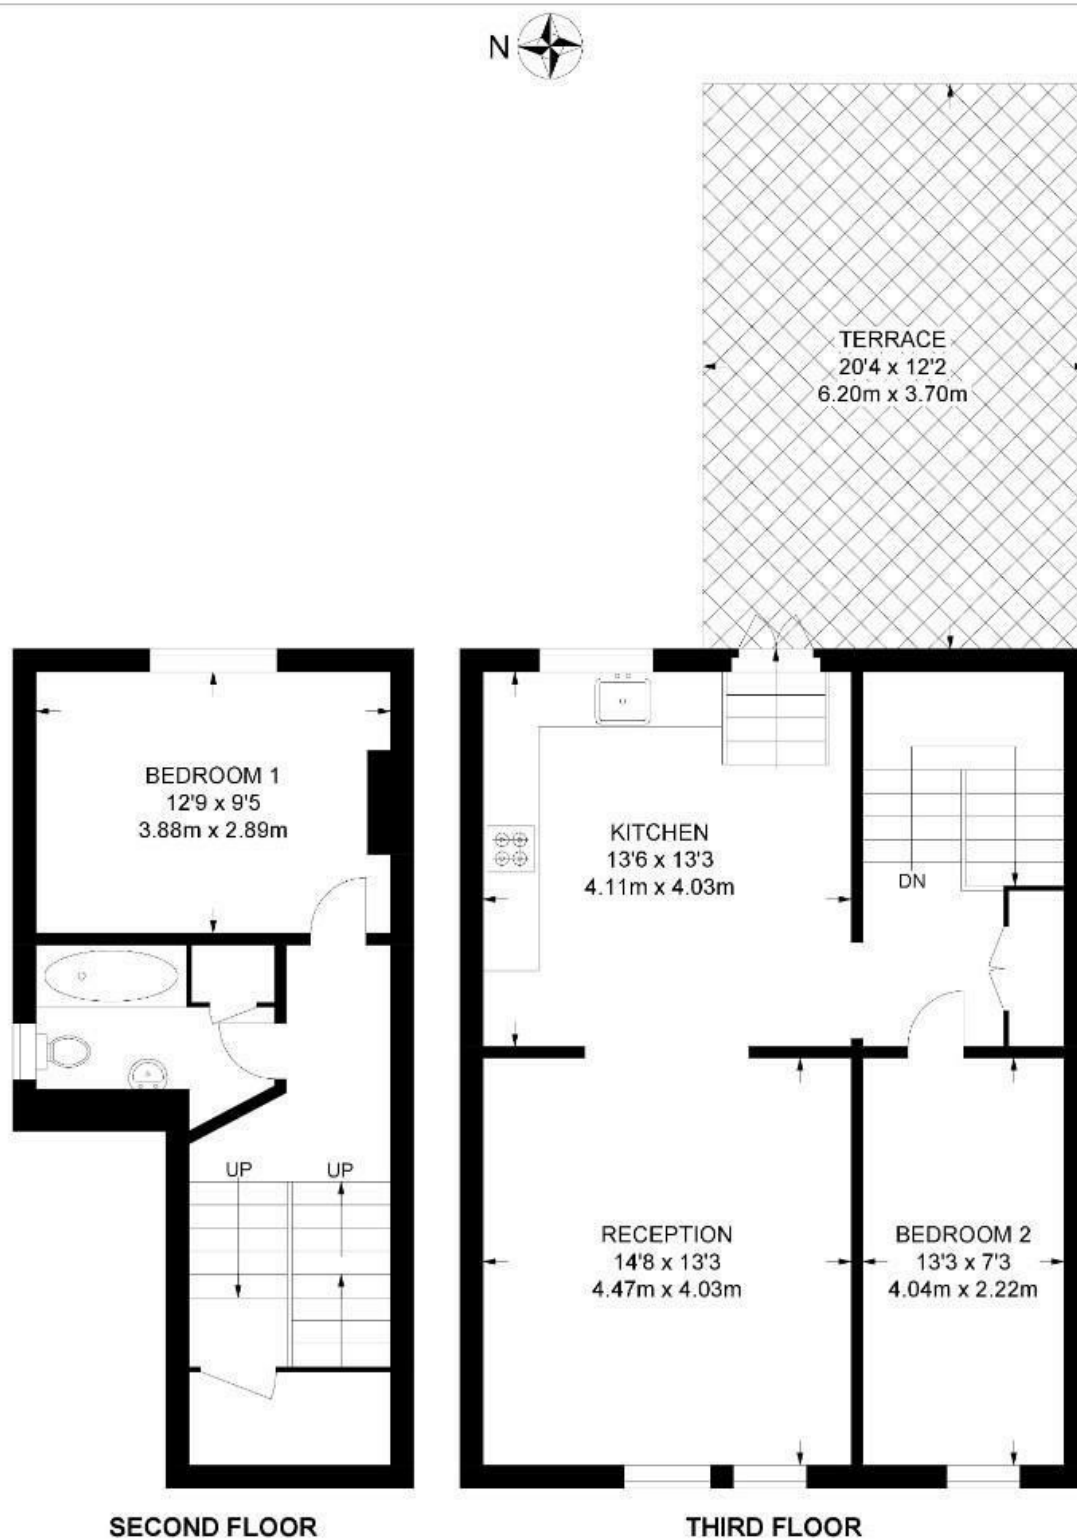 N
TERRACE
20'4 x 12'2
6.20m x 3.70m
BEDROOM 1
12'9 x 9'5
3.88m x 2.89m
KITCHEN
13'6 x 13'3
4.11m x 4.03m
DN
UP
UP
RECEPTION
14'8 x 13'3
4.47m x 4.03m
BEDROOM 2
13'3 x 7'3
4.04m x 2.22m
SECOND FLOOR
THIRD FLOOR